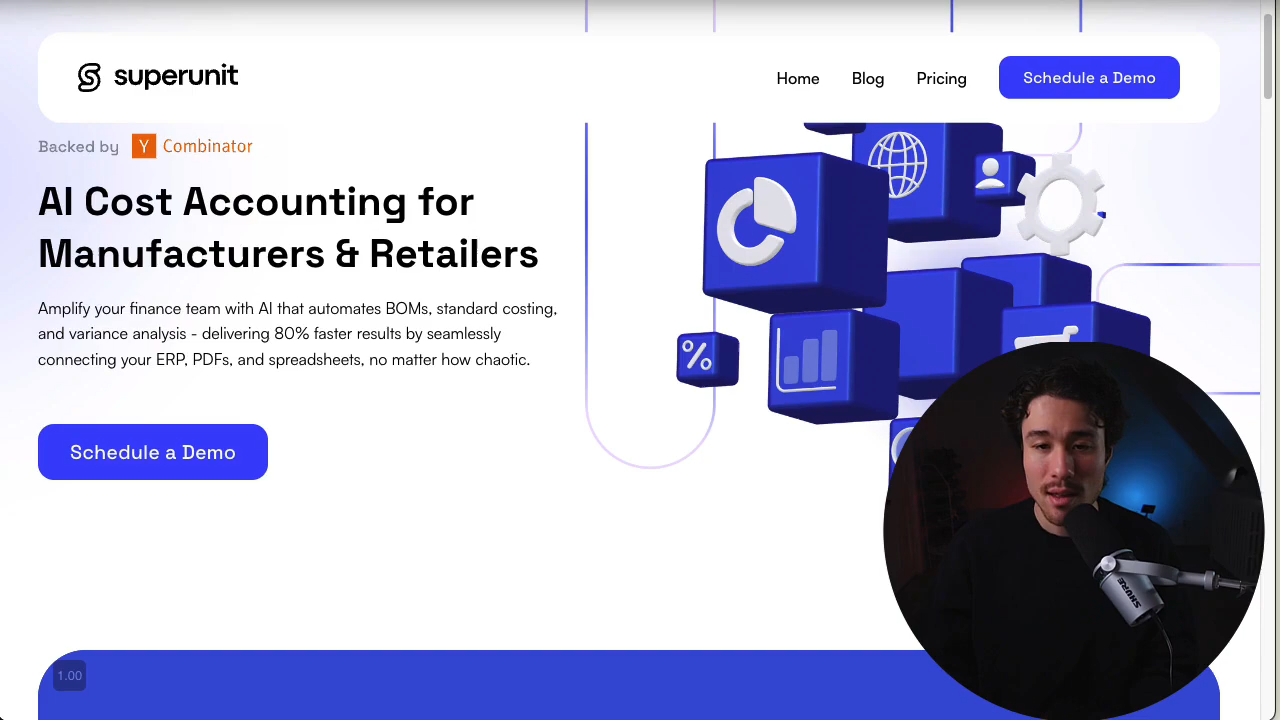 superunit
Home Blog Pricing Schedule a Demo
Backed by Y Combinator
AI Cost Accounting for
Manufacturers & Retailers
Amplify your finance team with AI that automates BOMs, standard costing,
and variance analysis - delivering 80% faster results by seamlessly
connecting your ERP, PDFs, and spreadsheets, no matter how chaotic.
%
Schedule a Demo
SHURE
1.00